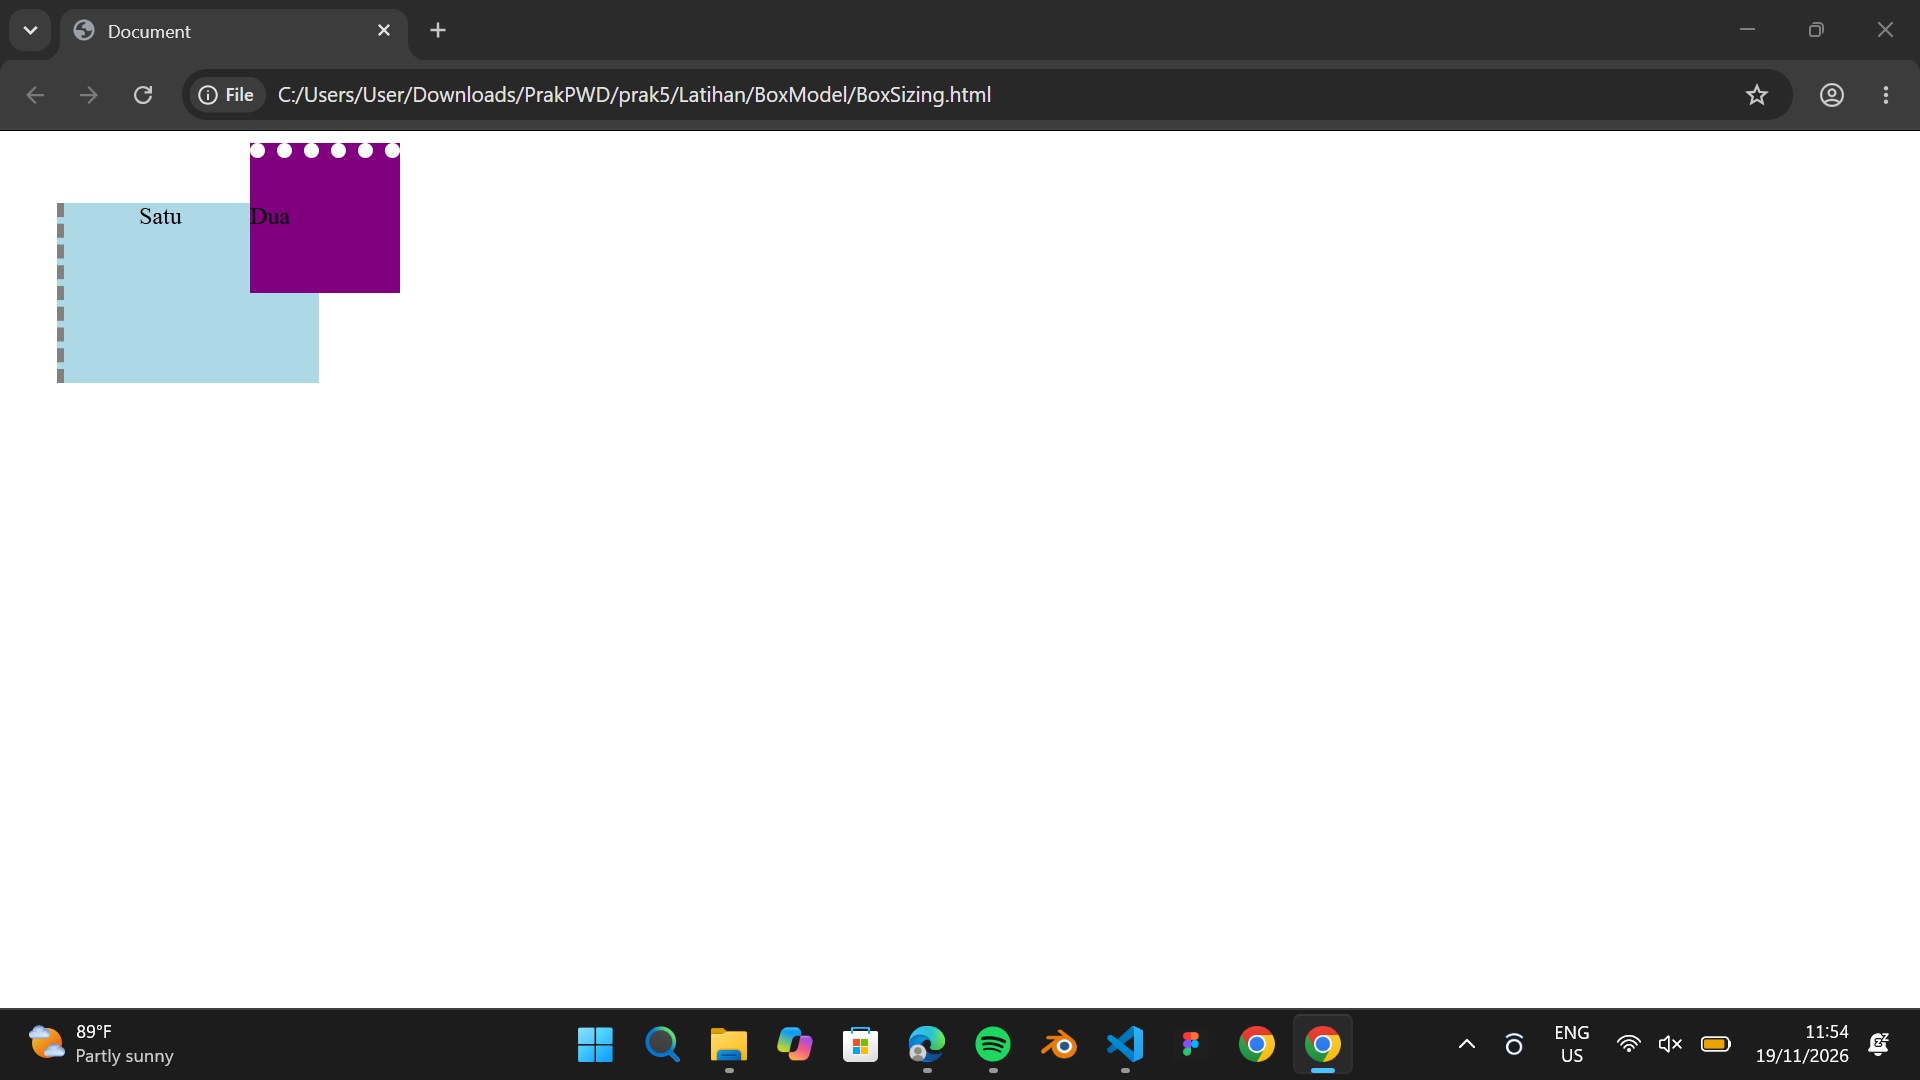 Document
File
C:/Users/User/Downloads/PrakPWD/prak5/Latihan/BoxModel/BoxSizing.html
Satu
Dua
89°F
Partly sunny
ENG
US
11:54
19/11/2026